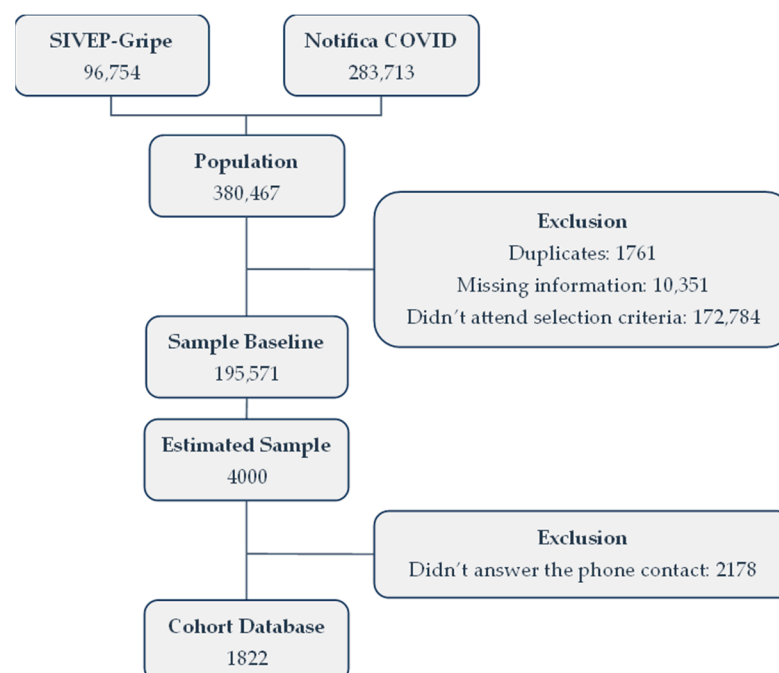 SIVEP-Gripe
96,754
Notifica COVID
283,713
Population
380,467
Exclusion
Duplicates: 1761
Missing information: 10,351
Didn't attend selection criteria: 172,784
Sample Baseline
195,571
Estimated Sample
4000
Exclusion
Didn't answer the phone contact: 2178
Cohort Database
1822